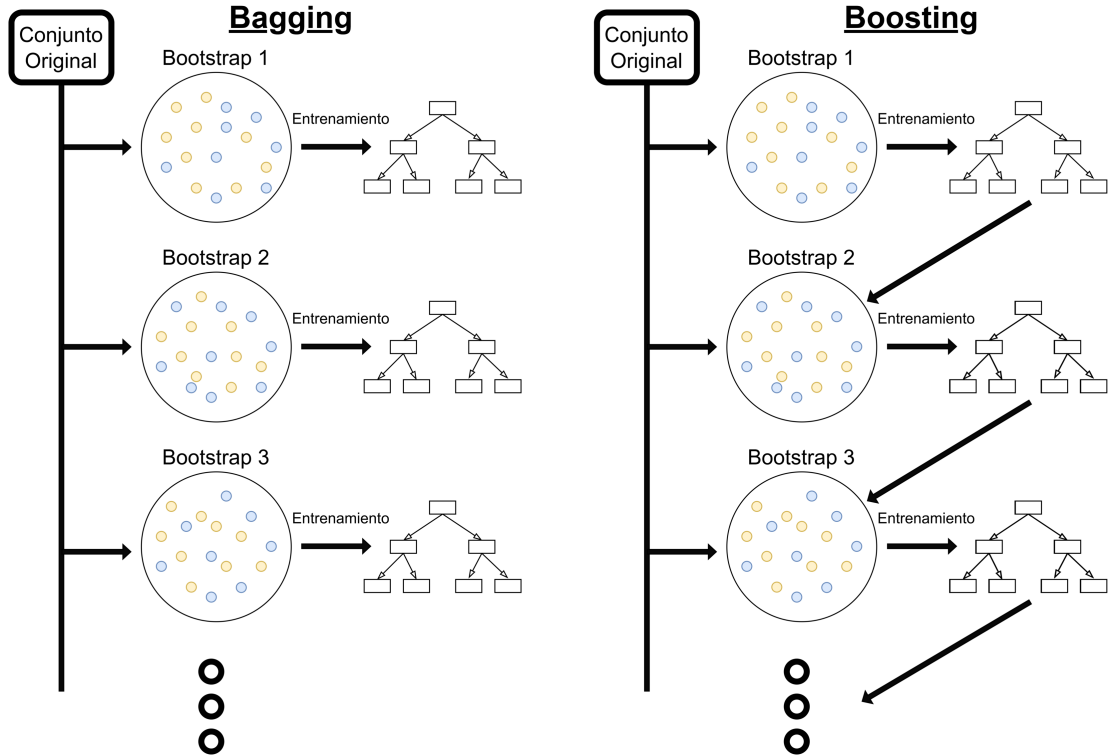 Bagging
Conjunto
Original
Bootstrap 1
Entrenamiento
Bootstrap 2
Entrenamiento
Bootstrap 3
Entrenamiento
Boosting
Conjunto
Original
Bootstrap 1
Entrenamiento
Bootstrap 2
Entrenamiento
Bootstrap 3
Entrenamiento